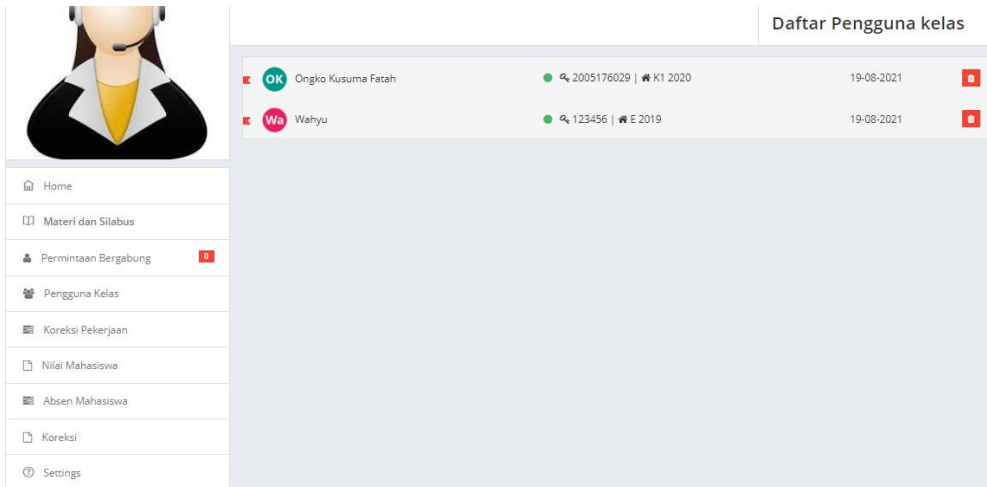 Daftar Pengguna kelas
OK Ongko Kusuma Fatah 2005176029 | K1 2020 19-08-2021
Wa Wahyu 123456 | E 2019 19-08-2021
Home
Materi dan Silabus
Permintaan Bergabung 0
Pengguna Kelas
Koreksi Pekerjaan
Nilai Mahasiswa
Absen Mahasiswa
Koreksi
Settings